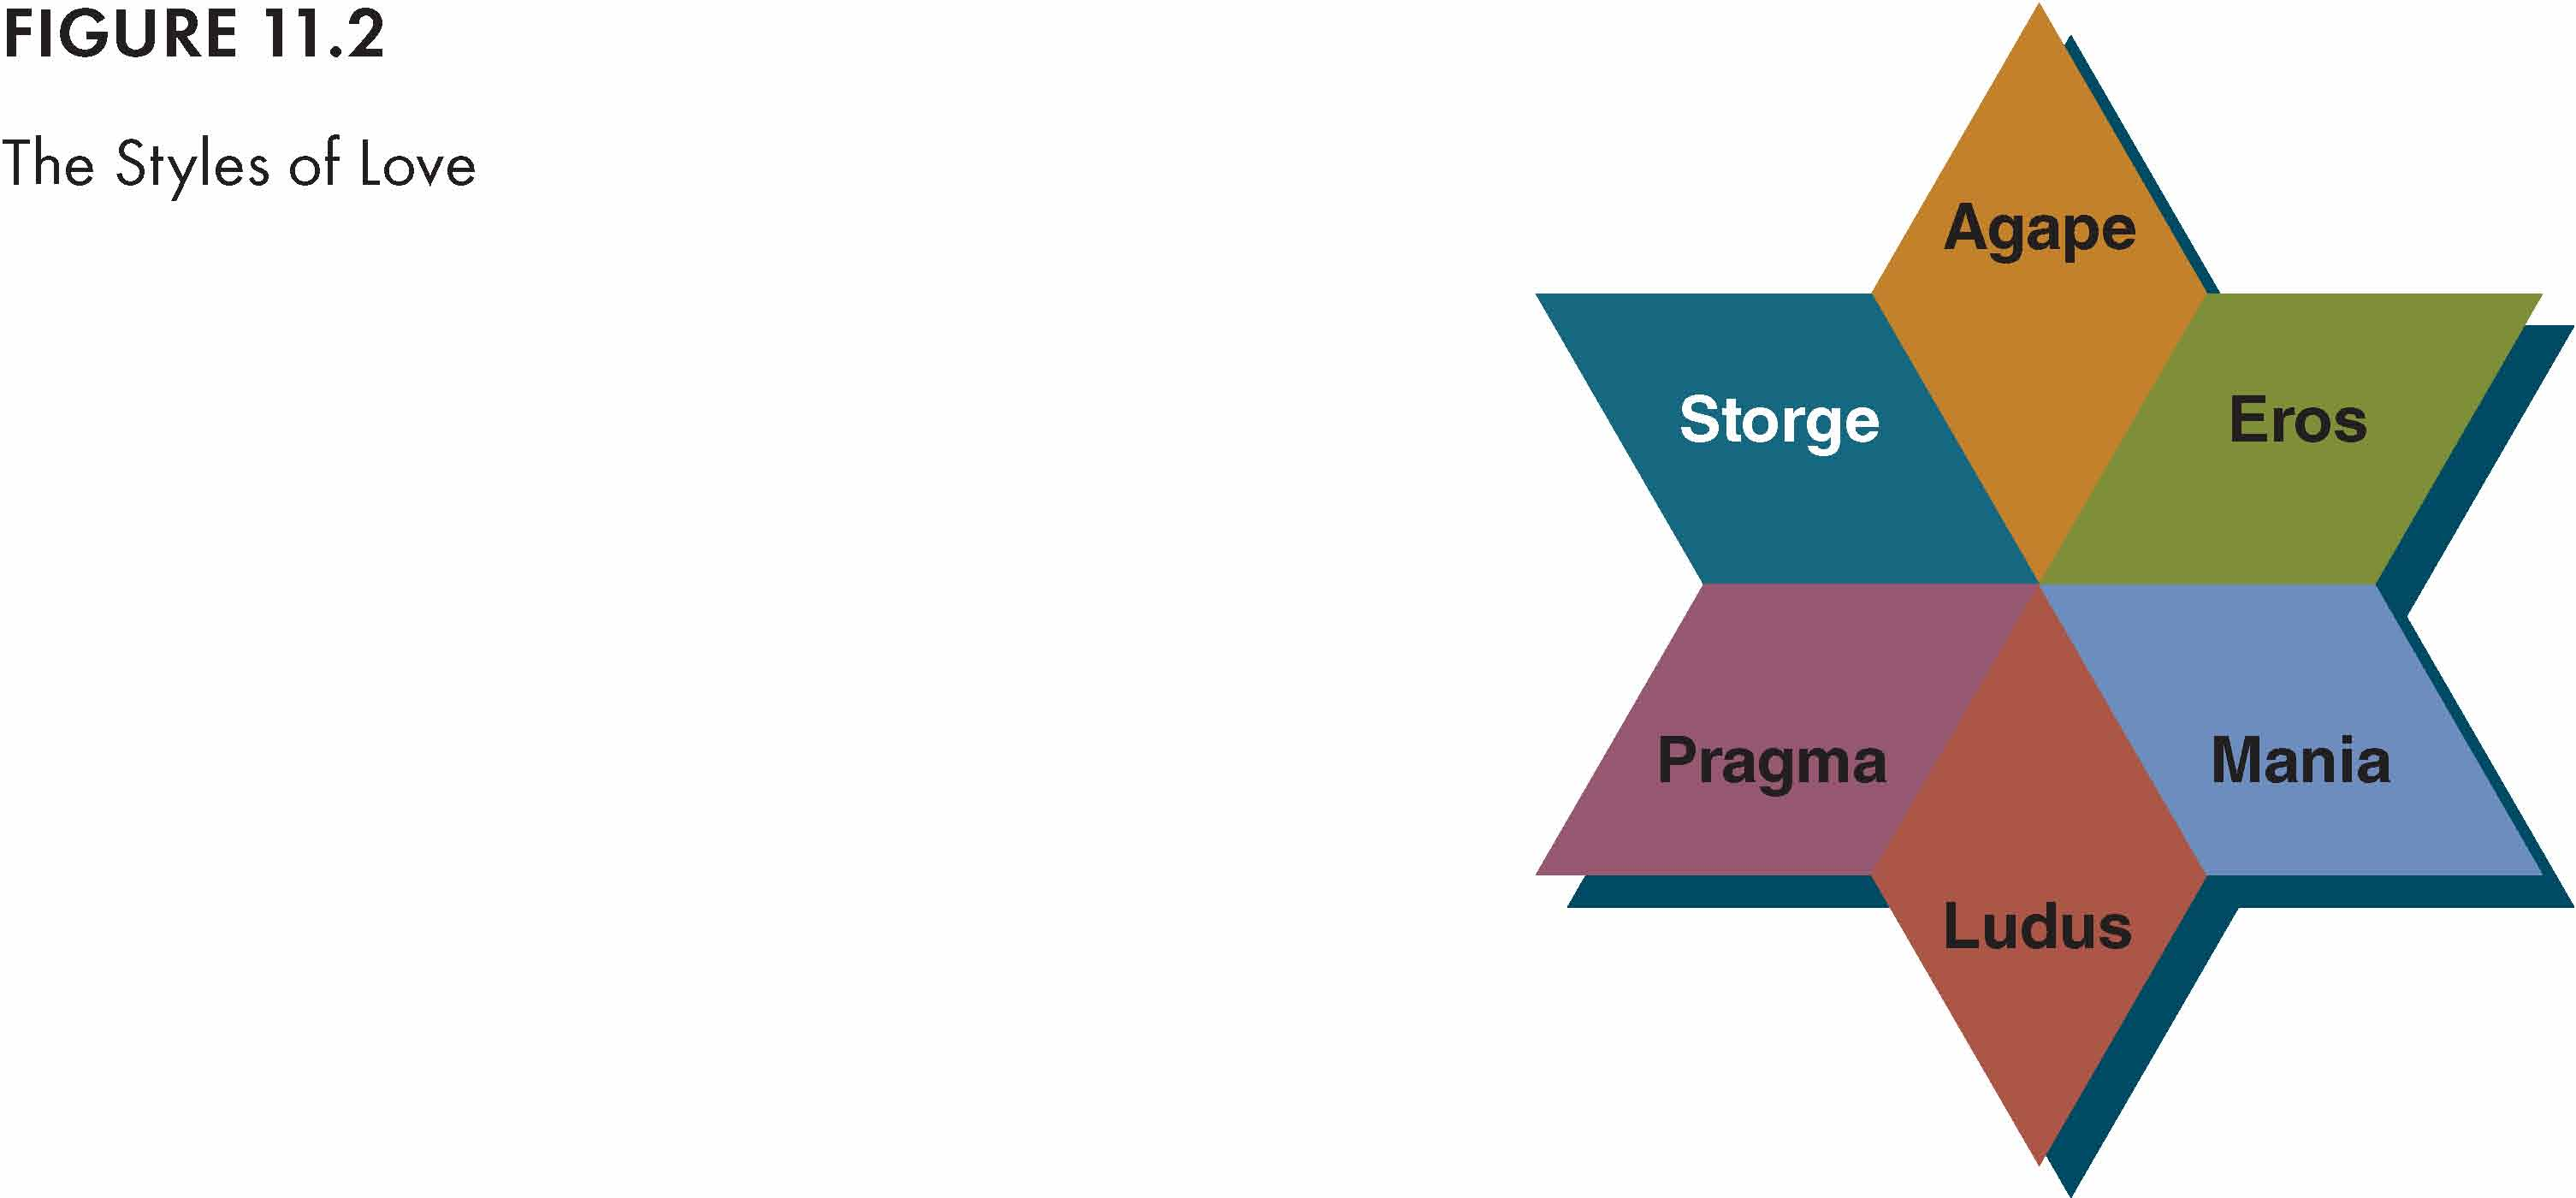 FIGURE 11.2
The Styles of Love
Agape
Storge
Eros
Pragma
Mania
Ludus